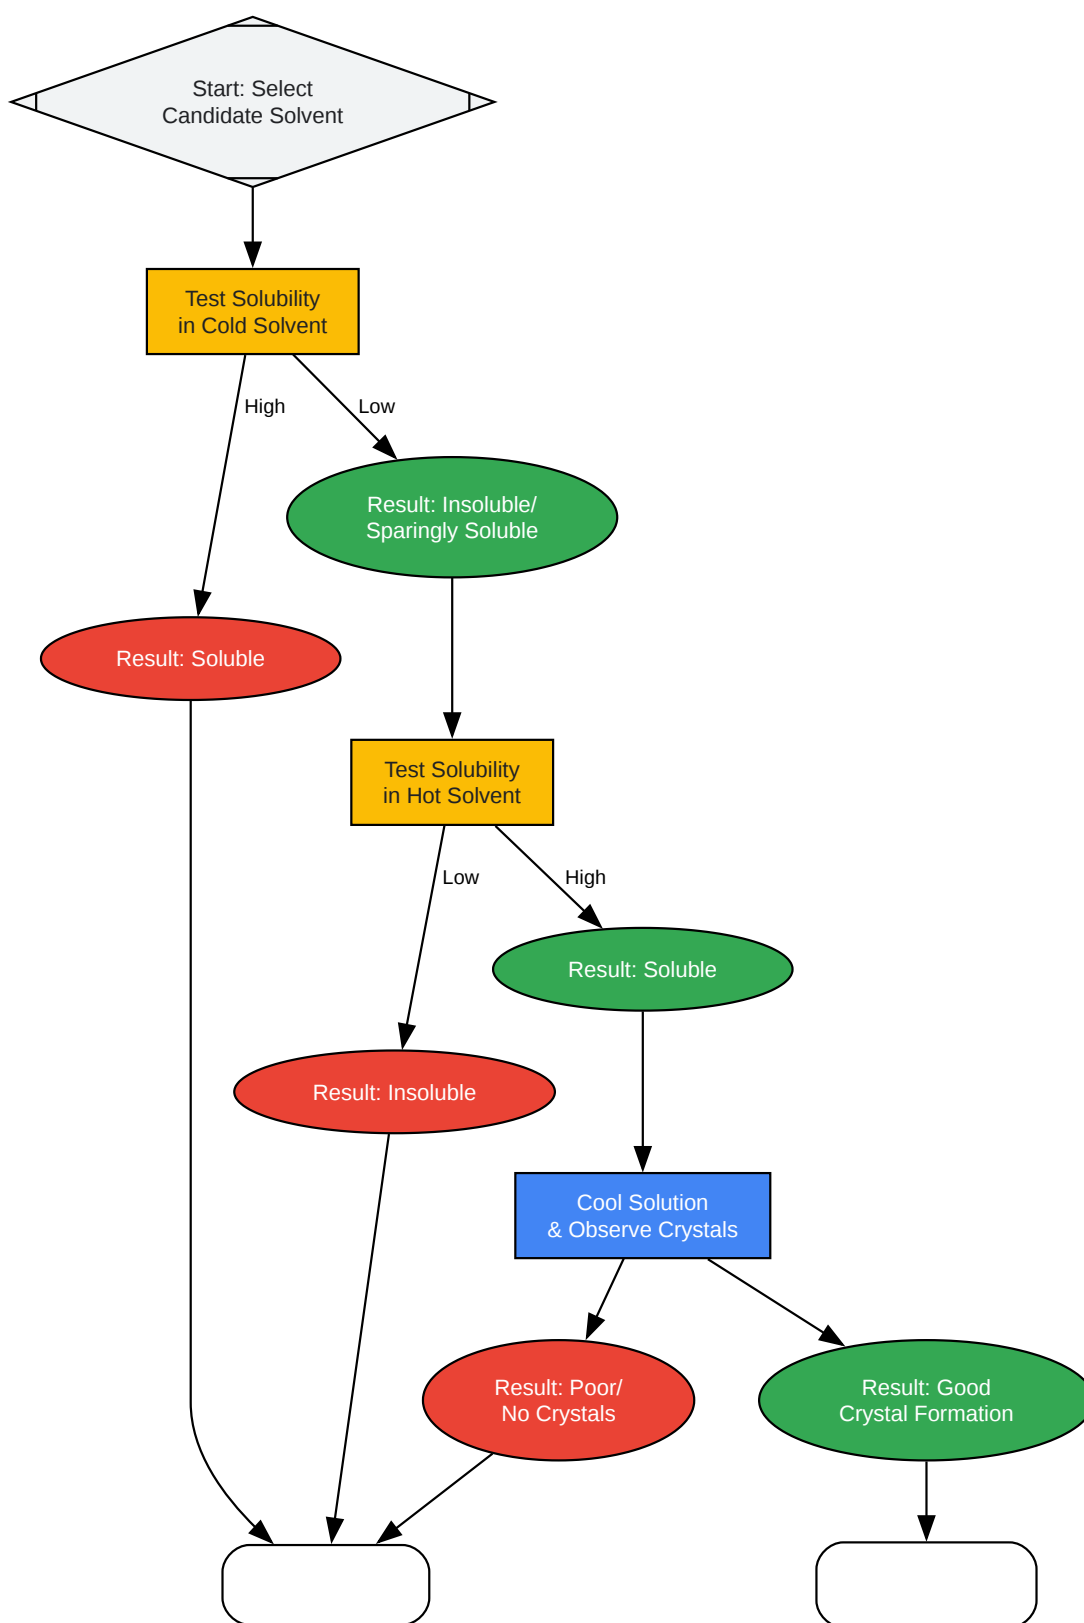 Start: Select
Candidate Solvent
Test Solubility
in Cold Solvent
High
Low
Result: Insoluble/
Sparingly Soluble
Result: Soluble
Test Solubility
in Hot Solvent
Low
High
Result: Soluble
Result: Insoluble
Cool Solution
& Observe Crystals
Result: Poor/
No Crystals
Result: Good
Crystal Formation